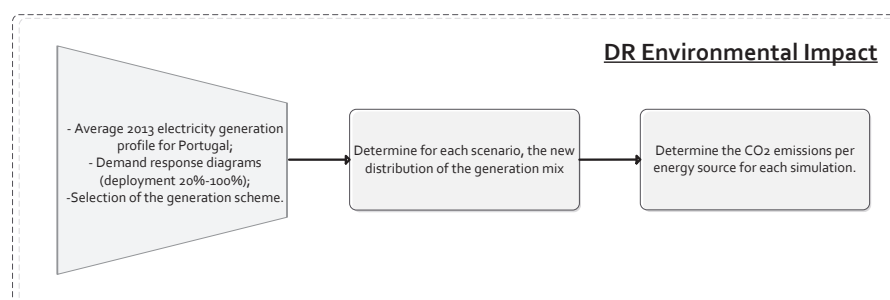 DR Environmental Impact
- Average 2013 electricity generation
profile for Portugal;
- Demand response diagrams
(deployment 20%-100%);
-Selection of the generation scheme.
Determine for each scenario, the new
distribution of the generation mix
Determine the CO2 emissions per
energy source for each simulation.